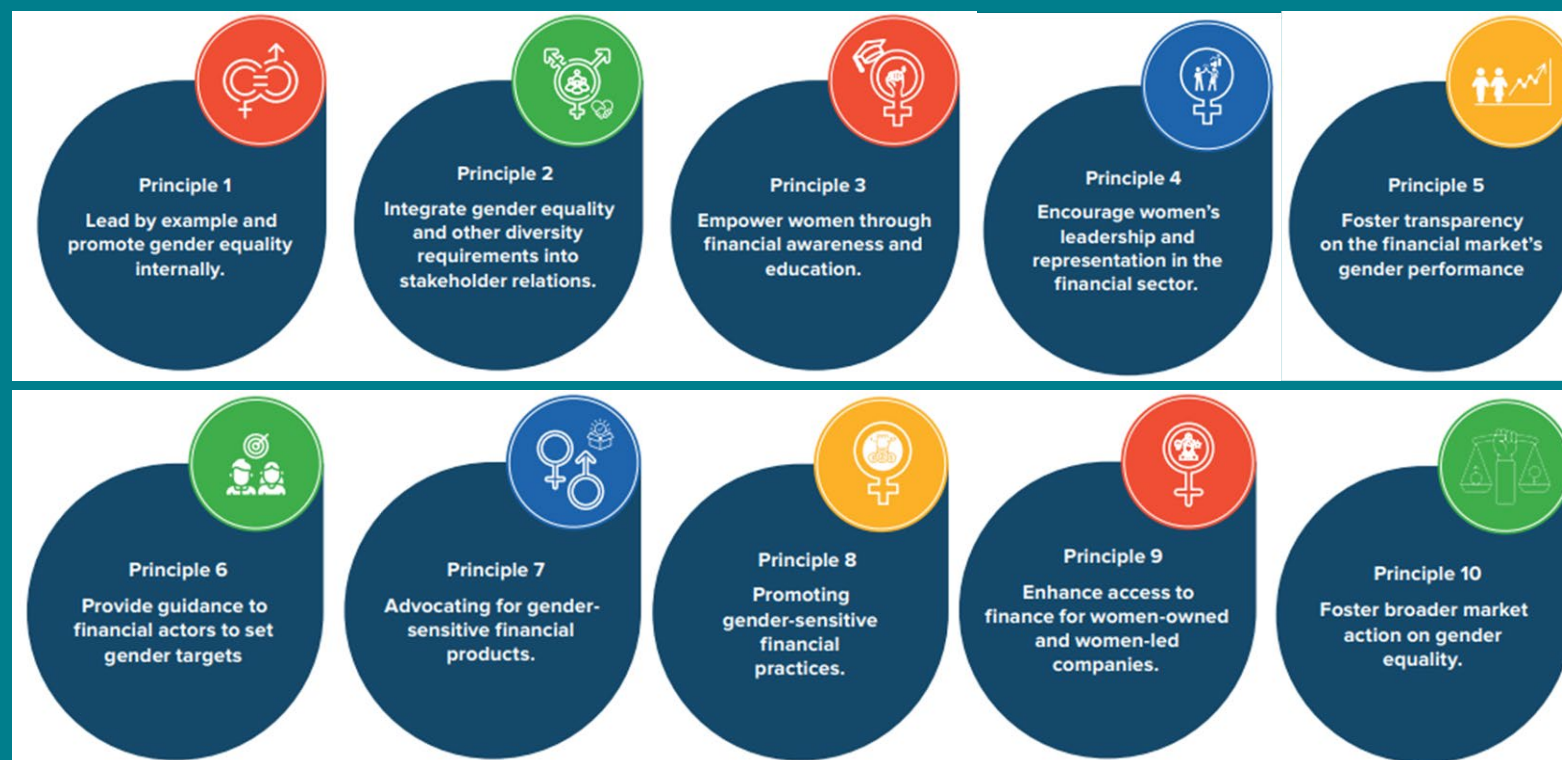 Principle 1
Lead by example and
promote gender equality
internally.
Principle 2
Integrate gender equality
and other diversity
requirements into
stakeholder relations.
Principle 3
Empower women through
financial awareness and
education.
Principle 4
Encourage women's
leadership and
representation in the
financial sector.
Principle 5
Foster transparency
on the financial market's
gender performance
Principle 6
Provide guidance to
financial actors to set
gender targets
Principle 7
Advocating for gender-
sensitive financial
products.
Principle 8
Promoting
gender-sensitive
financial
practices.
Principle 9
Enhance access to
finance for women-owned
and women-led
companies.
Principle 10
Foster broader market
action on gender
equality.